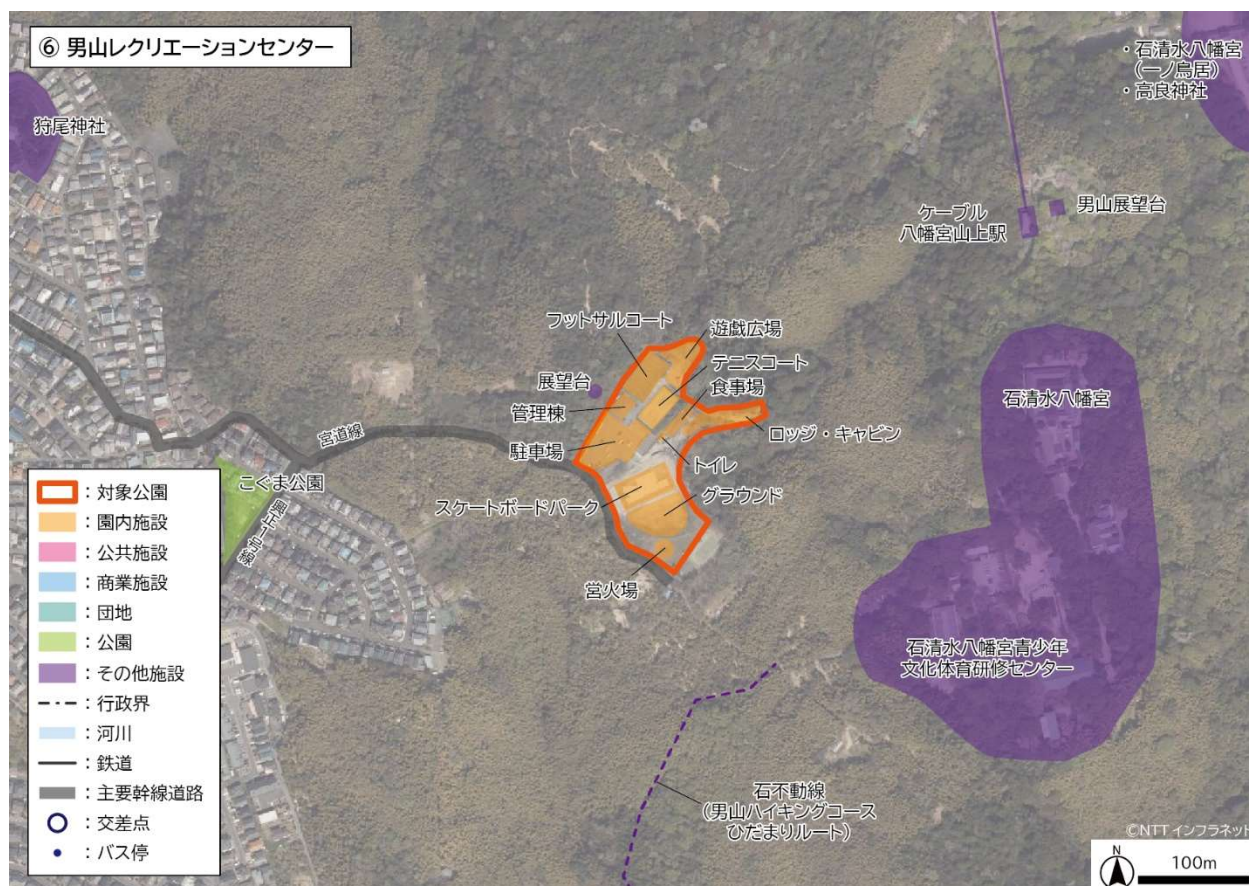 ⑥ 男山レクリエーションセンター
・石清水八幡宮
(一ノ鳥居)
・高良神社
狩尾神社
男山展望台
ケーブル
八幡宮山上駅
フットサルコート
遊戯広場
テニスコート
展望台
食事場
管理棟
石清水八幡宮
ロッジ・キャビン
宮道線
駐車場
トイレ
こぐま公園
スケートボードパーク
グラウンド
営火場
石清水八幡宮青少年
文化体育研修センター
石不動線
(男山ハイキングコース
ひだまりルート)
:対象公園
:園内施設
:公共施設
:商業施設
:団地
:公園
:その他施設
:行政界
:河川
:鉄道
:主要幹線道路
:交差点
:バス停
©NTTインフラネット
N
100m